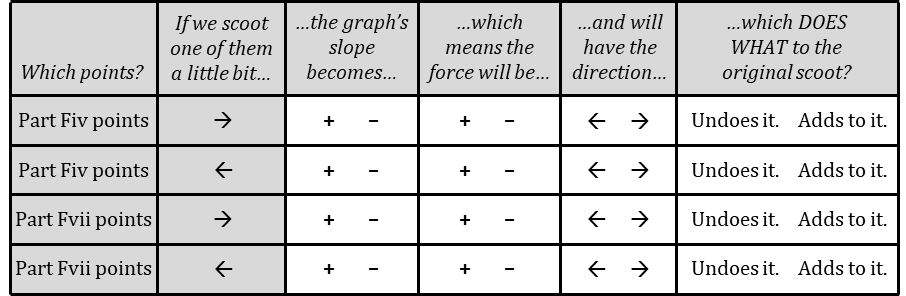 Which points?
If we scoot
one of them
a little bit…
…the graph’s
slope
becomes…
…which
means the
force will be…
…and will
have the
direction…
…which DOES
WHAT to the
original scoot?
Part Fiv points → + – + – ← → Undoes it. Adds to it.
Part Fiv points ← + – + – ← → Undoes it. Adds to it.
Part Fvii points → + – + – ← → Undoes it. Adds to it.
Part Fvii points ← + – + – ← → Undoes it. Adds to it.